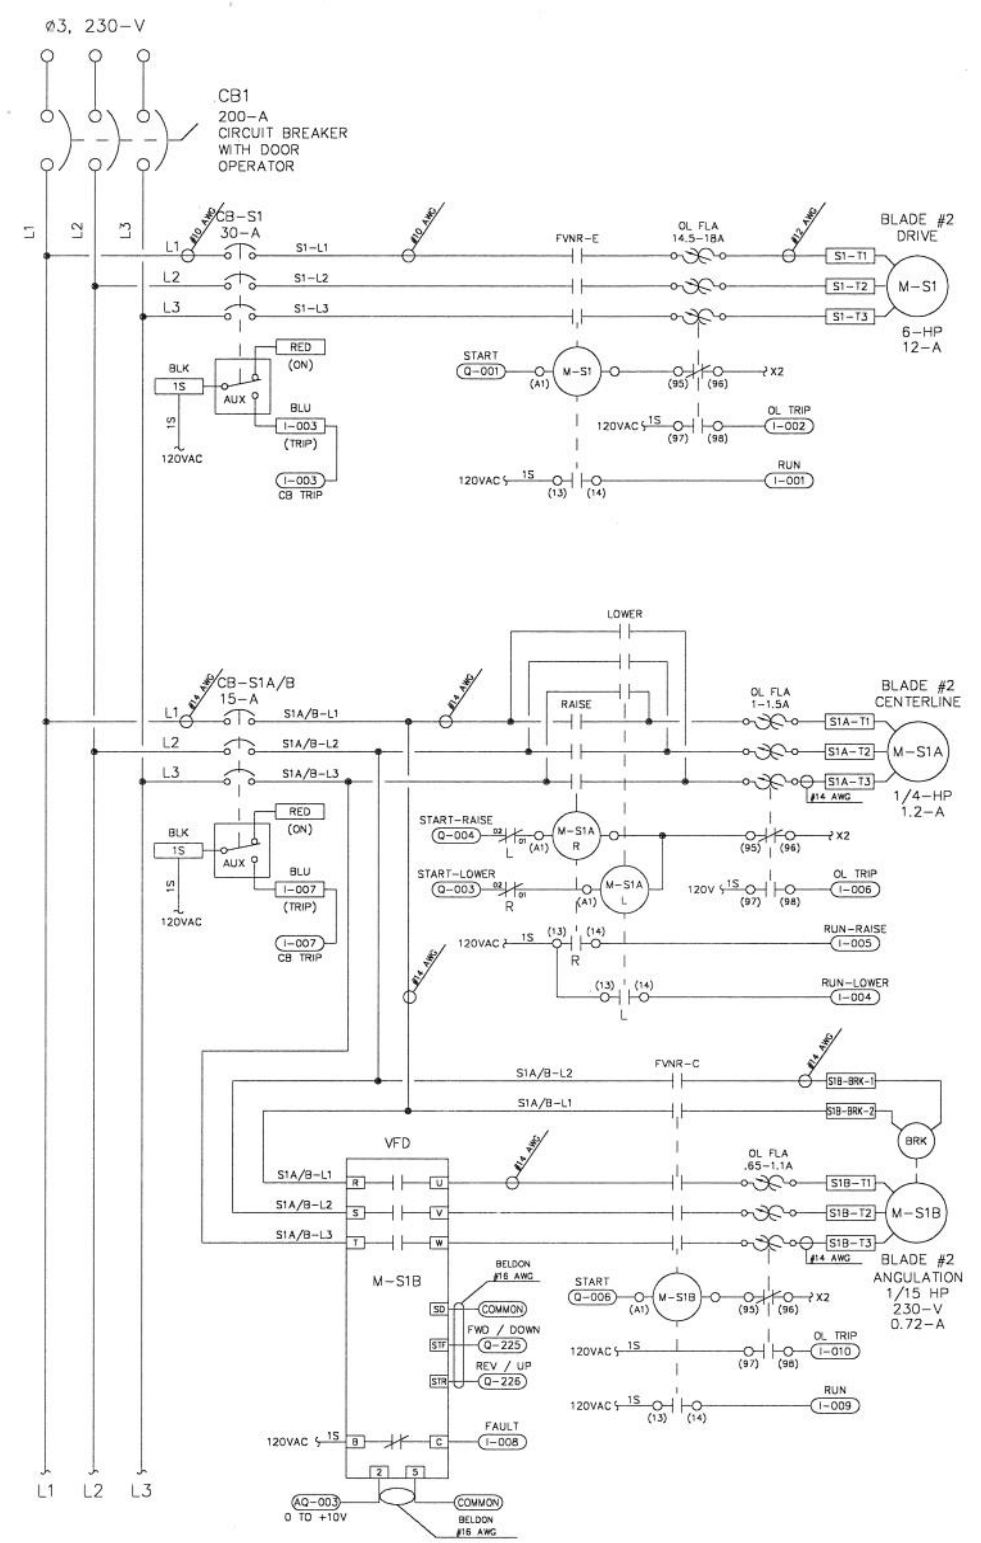 ø3, 230-V
CB1
200-A
CIRCUIT BREAKER
WITH DOOR
OPERATOR
L1
L2
L3
#10 AWG
CB-S1
30-A
#10 AWG
OL FLA
14.5-18A
#12 AWG
BLADE #2
DRIVE
FVNR-E
L1
S1-L1
S1-T1
L2
S1-L2
S1-T2
M-S1
L3
S1-L3
S1-T3
6-HP
12-A
RED
(ON)
BLK
1S
AUX
BLU
I-003
(TRIP)
1S
120VAC
I-003
CB TRIP
START
Q-001
(A1)
M-S1
(95)
(96)
X2
OL TRIP
120VAC
1S
(97)
(98)
I-002
RUN
120VAC
1S
(13)
(14)
I-001
LOWER
#14 AWG
CB-S1A/B
15-A
#14 AWG
RAISE
OL FLA
1-1.5A
BLADE #2
CENTERLINE
L1
S1A/B-L1
S1A-T1
L2
S1A/B-L2
S1A-T2
M-S1A
L3
S1A/B-L3
S1A-T3
#14 AWG
1/4-HP
1.2-A
RED
(ON)
BLK
1S
AUX
BLU
I-007
(TRIP)
1S
120VAC
I-007
CB TRIP
START-RAISE
Q-004
02
01
L
(A1)
M-S1A
R
(95)
(96)
X2
START-LOWER
Q-003
02
01
R
(A1)
M-S1A
L
OL TRIP
120V
1S
(97)
(98)
I-006
RUN-RAISE
120VAC
1S
(13)
(14)
R
I-005
RUN-LOWER
(13)
(14)
L
I-004
#14 AWG
#14 AWG
FVNR-C
S1A/B-L2
S1B-BRK-1
S1A/B-L1
S1B-BRK-2
BRK
VFD
#14 AWG
OL FLA
.65-1.1A
S1A/B-L1
R
U
S1B-T1
S1A/B-L2
S
V
S1B-T2
M-S1B
S1A/B-L3
T
W
S1B-T3
#14 AWG
BLADE #2
ANGULATION
1/15 HP
230-V
0.72-A
M-S1B
BELDON
#16 AWG
SD
COMMON
FWD / DOWN
STF
Q-225
REV / UP
STR
Q-226
START
Q-006
(A1)
M-S1B
(95)
(96)
X2
OL TRIP
120VAC
1S
(97)
(98)
I-010
RUN
120VAC
1S
(13)
(14)
I-009
FAULT
120VAC
1S
B
C
I-008
2
5
L1
L2
L3
AQ-003
0 TO +10V
COMMON
BELDON
#16 AWG